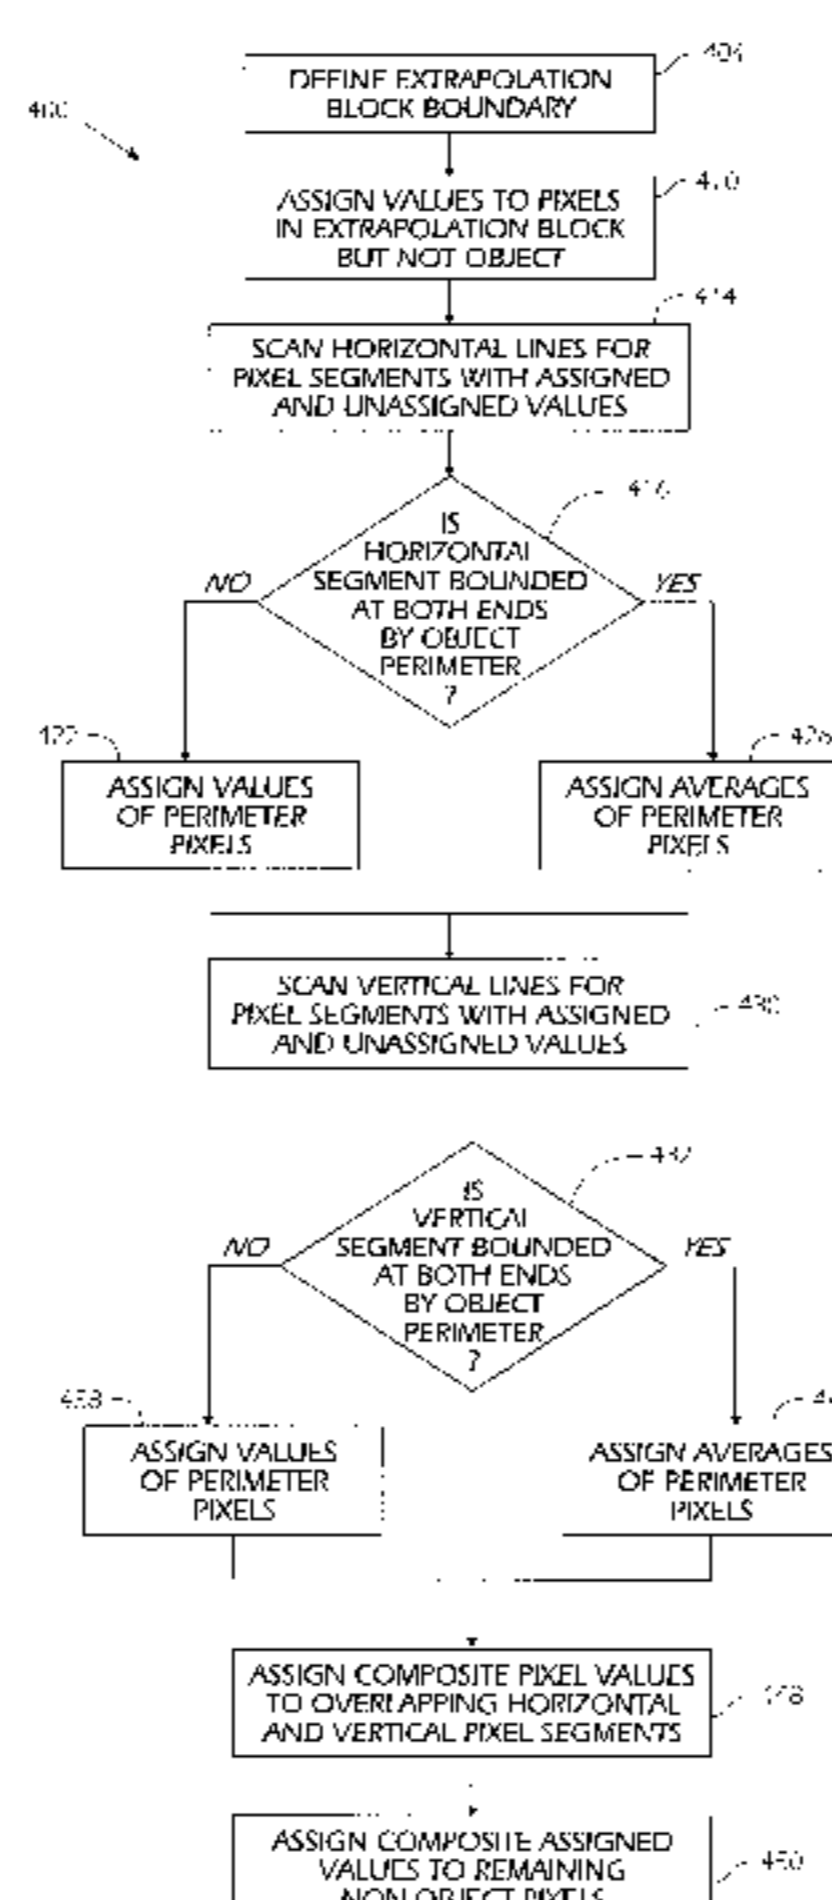 DEFINE EXTRAPOLATION
BLOCK BOUNDARY
ASSIGN VALUES TO PIXELS
IN EXTRAPOLATION BLOCK
BUT NOT OBJECT
414
SCAN HORIZONTAL LINES FOR
PIXEL SEGMENTS WITH ASSIGNED
AND UNASSIGNED VALUES
IS
HORIZONTAL
SEGMENT BOUNDED
AT BOTH ENDS
BY OBJECT
PERIMETER
?
NO
YES
ASSIGN VALUES
OF PERIMETER
PIXELS
ASSIGN AVERAGES
OF PERIMETER
PIXELS
SCAN VERTICAL LINES FOR
PIXEL SEGMENTS WITH ASSIGNED
AND UNASSIGNED VALUES
430
IS
VERTICAL
SEGMENT BOUNDED
AT BOTH ENDS
BY OBJECT
PERIMETER
?
NO
YES
ASSIGN VALUES
OF PERIMETER
PIXELS
ASSIGN AVERAGES
OF PERIMETER
PIXELS
ASSIGN COMPOSITE PIXEL VALUES
TO OVERLAPPING HORIZONTAL
AND VERTICAL PIXEL SEGMENTS
ASSIGN COMPOSITE ASSIGNED
VALUES TO REMAINING
NON-OBJECT PIXELS